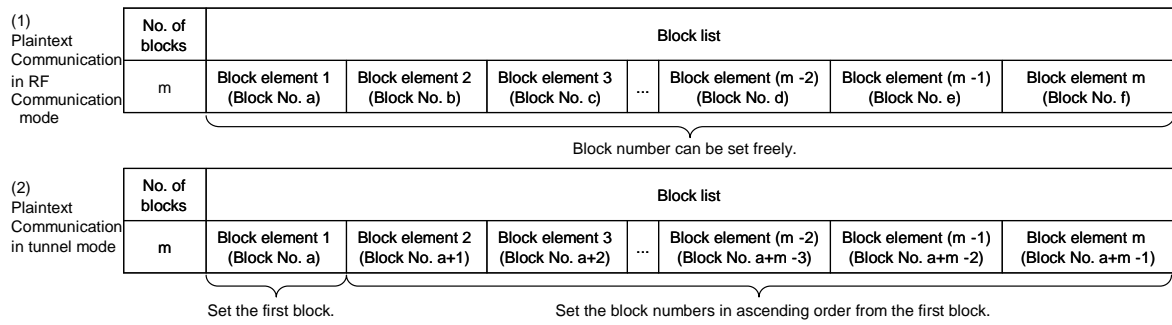 (1)
Plaintext
Communication
in RF
Communication
mode
No. of
blocks
Block list
m
Block element 1
(Block No. a)
Block element 2
(Block No. b)
Block element 3
(Block No. c)
...
Block element (m -2)
(Block No. d)
Block element (m -1)
(Block No. e)
Block element m
(Block No. f)
Block number can be set freely.
(2)
Plaintext
Communication
in tunnel mode
No. of
blocks
Block list
m
Block element 1
(Block No. a)
Block element 2
(Block No. a+1)
Block element 3
(Block No. a+2)
...
Block element (m -2)
(Block No. a+m -3)
Block element (m -1)
(Block No. a+m -2)
Block element m
(Block No. a+m -1)
Set the first block.
Set the block numbers in ascending order from the first block.